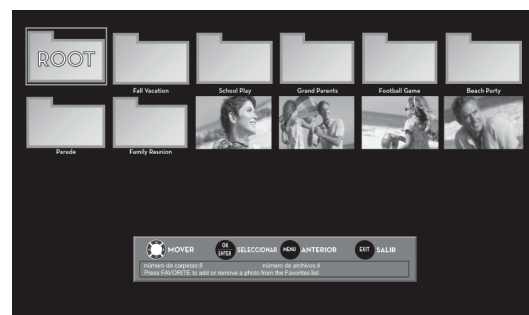 ROOT
Fall Vacation
School Play
Grand Parents
Football Game
Beach Party
Parade
Family Reunion
MOVER
OK ENTER SELECCIONAR
MENU ANTERIOR
EXIT SALIR
número de carpetas:8 número de archivos:4
Press FAVORITE to add or remove a photo from the Favorites list